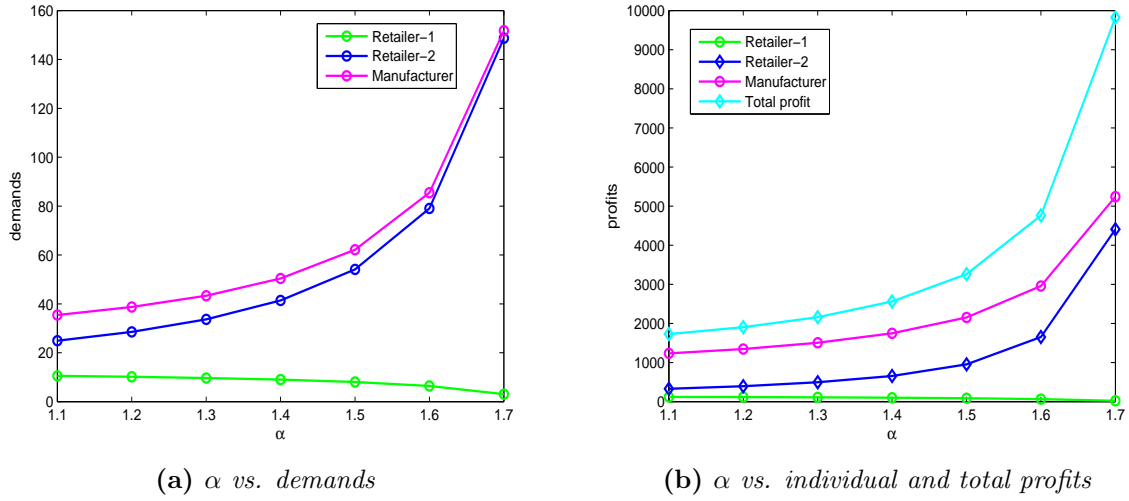 160
140
120
100
80
60
40
20
0
demands
Retailer−1
Retailer−2
Manufacturer
1.1 1.2 1.3 1.4 1.5 1.6 1.7
α
(a) α vs. demands
10000
9000
8000
7000
6000
5000
4000
3000
2000
1000
0
profits
Retailer−1
Retailer−2
Manufacturer
Total profit
1.1 1.2 1.3 1.4 1.5 1.6 1.7
α
(b) α vs. individual and total profits